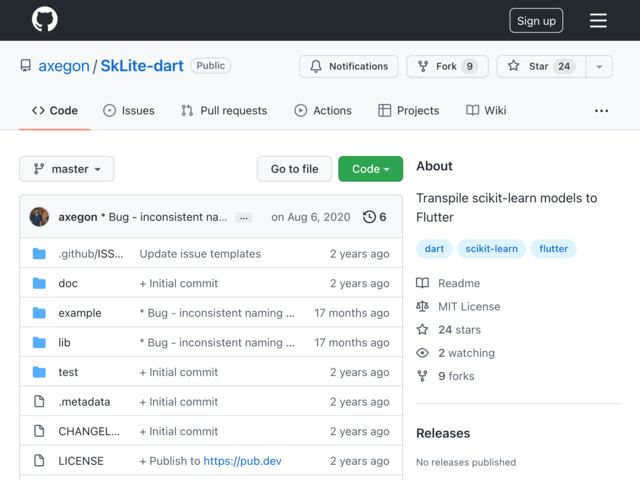 Sign up
axegon / SkLite-dart Public
Notifications Fork 9 Star 24
Code Issues Pull requests Actions Projects Wiki ...
master Go to file Code
axegon * Bug - inconsistent na... ... on Aug 6, 2020 6
.github/ISS... Update issue templates 2 years ago
doc + Initial commit 2 years ago
example * Bug - inconsistent naming ... 17 months ago
lib * Bug - inconsistent naming ... 17 months ago
test + Initial commit 2 years ago
.metadata + Initial commit 2 years ago
CHANGEL... + Initial commit 2 years ago
LICENSE + Publish to https://pub.dev 2 years ago
About
Transpile scikit-learn models to
Flutter
dart scikit-learn flutter
Readme
MIT License
24 stars
2 watching
9 forks
Releases
No releases published